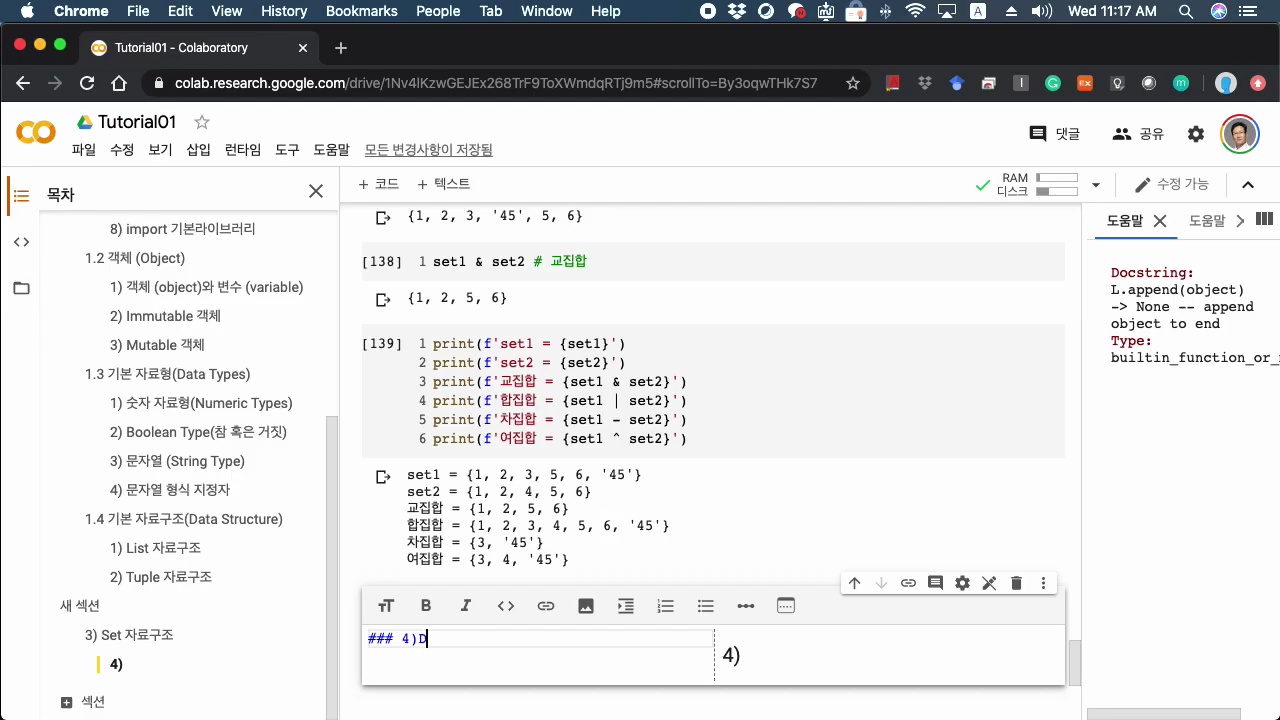 Chrome File Edit View History Bookmarks People Tab Window Help
Wed 11:17 AM
Tutorial01 - Colaboratory
colab.research.google.com/drive/1Nv4lKzwGEJEx268TrF9ToXWmdqRTj9m5#scrollTo=By3oqwTHk7S7
Tutorial01
파일 수정 보기 삽입 런타임 도구 도움말 모든 변경사항이 저장됨
댓글 공유
목차
+ 코드 + 텍스트
RAM
디스크
수정 가능
8) import 기본라이브러리
1.2 객체 (Object)
1) 객체 (object)와 변수 (variable)
2) Immutable 객체
3) Mutable 객체
1.3 기본 자료형(Data Types)
1) 숫자 자료형(Numeric Types)
2) Boolean Type(참 혹은 거짓)
3) 문자열 (String Type)
4) 문자열 형식 지정자
1.4 기본 자료구조(Data Structure)
1) List 자료구조
2) Tuple 자료구조
새 섹션
3) Set 자료구조
4)
섹션
{1, 2, 3, '45', 5, 6}
[138] 1 set1 & set2 # 교집합
{1, 2, 5, 6}
[139] 1 print(f'set1 = {set1}')
2 print(f'set2 = {set2}')
3 print(f'교집합 = {set1 & set2}')
4 print(f'합집합 = {set1 | set2}')
5 print(f'차집합 = {set1 - set2}')
6 print(f'여집합 = {set1 ^ set2}')
set1 = {1, 2, 3, 5, 6, '45'}
set2 = {1, 2, 4, 5, 6}
교집합 = {1, 2, 5, 6}
합집합 = {1, 2, 3, 4, 5, 6, '45'}
차집합 = {3, '45'}
여집합 = {3, 4, '45'}
### 4)D
4)
도움말 도움말
Docstring:
L.append(object)
-> None -- append
object to end
Type:
builtin_function_or_